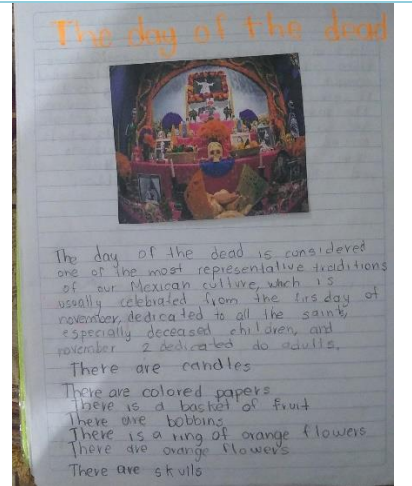 The day of the dead
The day of the dead is considered
one of the most representative traditions
of our Mexican culture, which is
usually celebrated from the firs day of
november, dedicated to all the saint,
especially deceased children, and
november 2 dedicated do adults.
There are candles
There are colored papers
There is a basket of fruit
There are bobbins
There is a ring of orange flowers
There are orange flowers
There are skulls